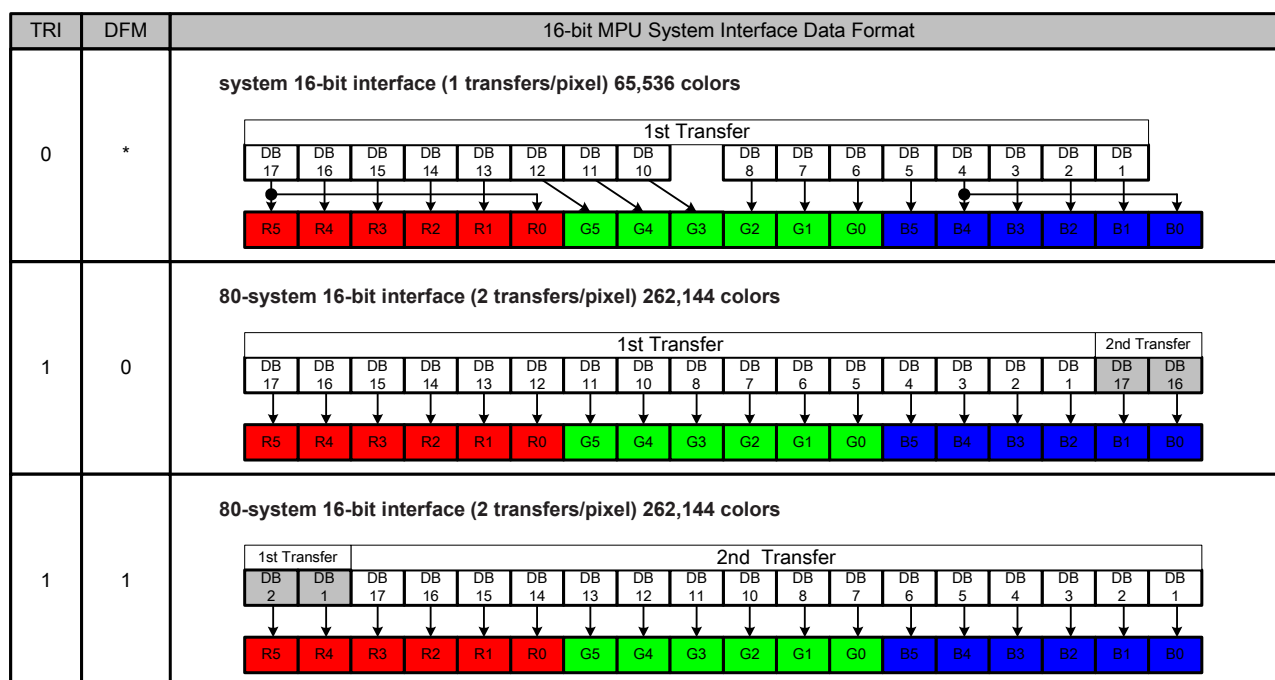 TRI DFM 16-bit MPU System Interface Data Format
system 16-bit interface (1 transfers/pixel) 65,536 colors
1st Transfer
0 *
DB 17 DB 16 DB 15 DB 14 DB 13 DB 12 DB 11 DB 10 DB 8 DB 7 DB 6 DB 5 DB 4 DB 3 DB 2 DB 1
R5 R4 R3 R2 R1 R0 G5 G4 G3 G2 G1 G0 B5 B4 B3 B2 B1 B0
80-system 16-bit interface (2 transfers/pixel) 262,144 colors
1st Transfer 2nd Transfer
1 0
DB 17 DB 16 DB 15 DB 14 DB 13 DB 12 DB 11 DB 10 DB 8 DB 7 DB 6 DB 5 DB 4 DB 3 DB 2 DB 1 DB 17 DB 16
R5 R4 R3 R2 R1 R0 G5 G4 G3 G2 G1 G0 B5 B4 B3 B2 B1 B0
80-system 16-bit interface (2 transfers/pixel) 262,144 colors
1st Transfer 2nd Transfer
1 1
DB 2 DB 1 DB 17 DB 16 DB 15 DB 14 DB 13 DB 12 DB 11 DB 10 DB 8 DB 7 DB 6 DB 5 DB 4 DB 3 DB 2 DB 1
R5 R4 R3 R2 R1 R0 G5 G4 G3 G2 G1 G0 B5 B4 B3 B2 B1 B0